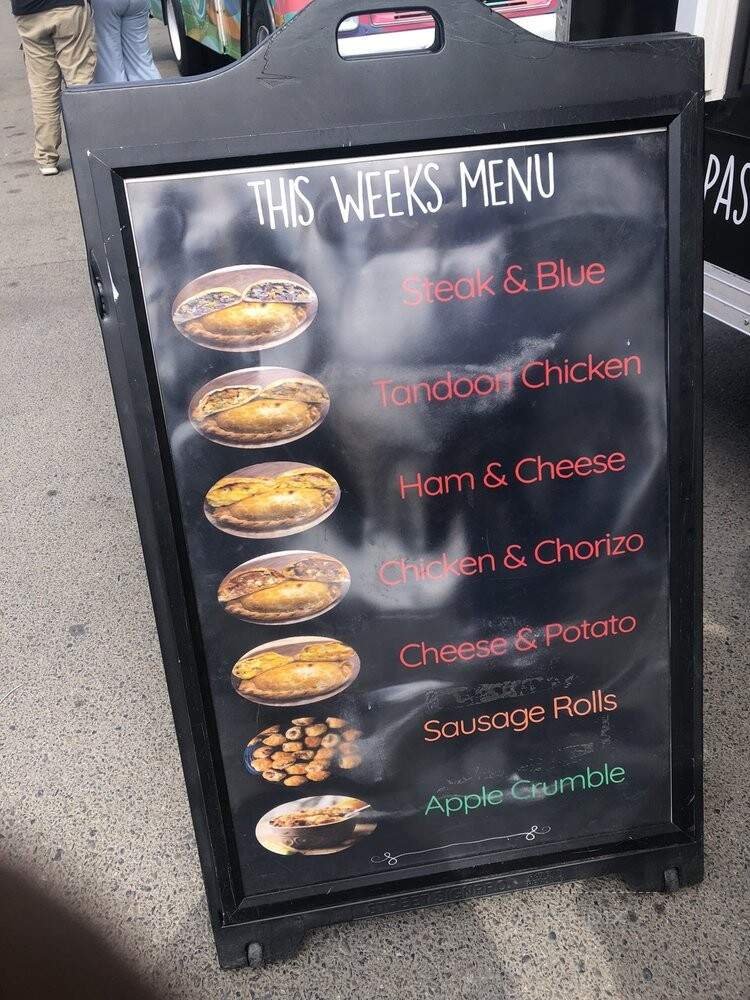 THIS WEEKS MENU
Steak & Blue
Tandoori Chicken
Ham & Cheese
Chicken & Chorizo
Cheese & Potato
Sausage Rolls
Apple Crumble
PAS